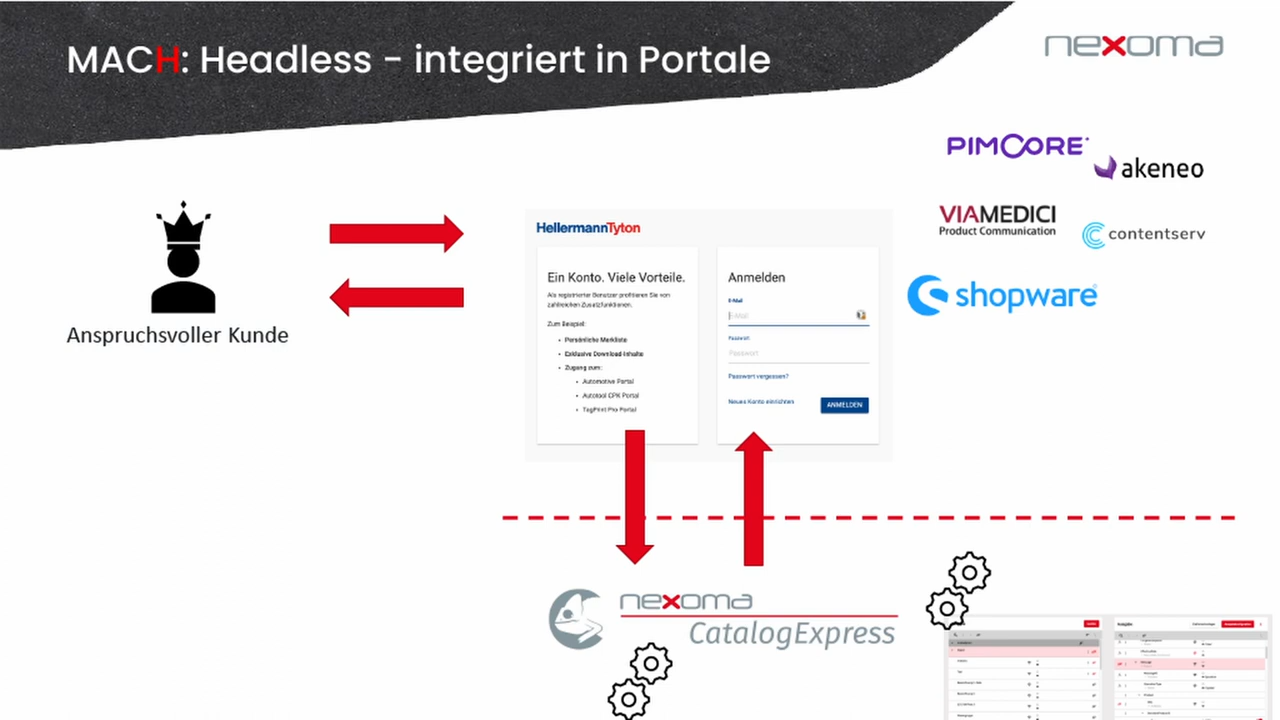 MACH: Headless - integriert in Portale
nexoma
PIMCORE
akeneo
VIAMEDICI
Product Communication
contentserv
shopware
Anspruchsvoller Kunde
HellermannTyton
Ein Konto. Viele Vorteile.
Als registrierter Benutzer profitieren Sie von
zahlreichen Zusatzfunktionen.
Zum Beispiel:
• Persönliche Merkliste
• Exklusive Download-Inhalte
• Zugang zum:
• Automotive Portal
• Autotool CPK Portal
• TagPrint Pro Portal
Anmelden
E-Mail
E-Mail
Passwort
Passwort
Passwort vergessen?
Neues Konto einrichten
ANMELDEN
nexoma
CatalogExpress